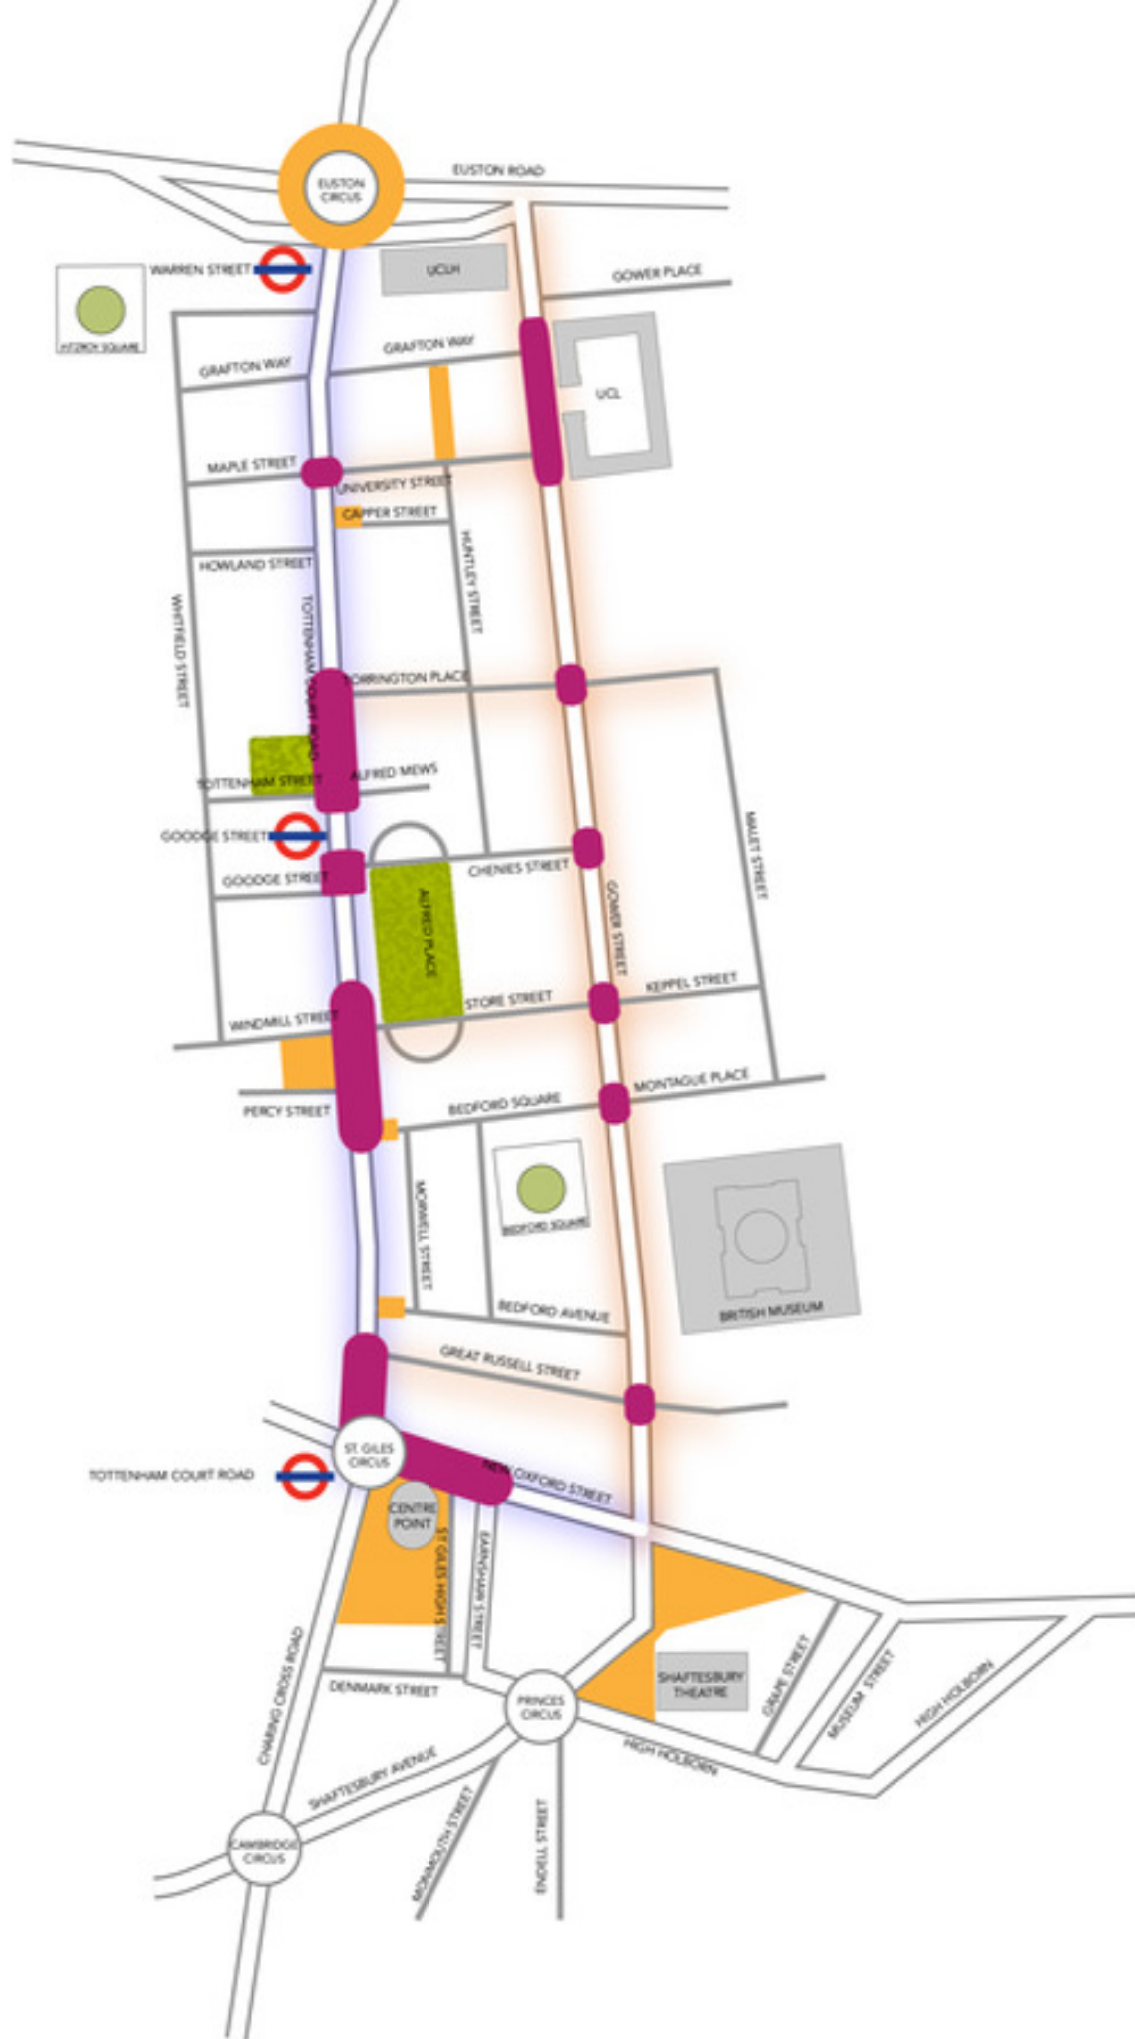 EUSTON ROAD
EUSTON
CIRCUS
WARREN STREET
UCLH
GOWER PLACE
FITZROY SQUARE
GRAFTON WAY
GRAFTON WAY
UCL
MAPLE STREET
UNIVERSITY STREET
CAPPER STREET
HOWLAND STREET
HUNTLEY STREET
WHITFIELD STREET
TOTTENHAM COURT ROAD
TORRINGTON PLACE
TOTTENHAM STREET
ALFRED MEWS
GOODGE STREET
GOODGE STREET
CHENIES STREET
MALET STREET
ALFRED PLACE
GOWER STREET
STORE STREET
KEPPEL STREET
WINDMILL STREET
PERCY STREET
BEDFORD SQUARE
MONTAGUE PLACE
MORWELL STREET
BEDFORD SQUARE
BEDFORD AVENUE
BRITISH MUSEUM
GREAT RUSSELL STREET
ST. GILES
CIRCUS
TOTTENHAM COURT ROAD
NEW OXFORD STREET
CENTRE
POINT
ST GILES HIGH STREET
EARNSHAW STREET
CHARING CROSS ROAD
DENMARK STREET
PRINCES
CIRCUS
SHAFTESBURY
THEATRE
GRAPE STREET
MUSEUM STREET
HIGH HOLBORN
HIGH HOLBORN
SHAFTESBURY AVENUE
MONMOUTH STREET
ENDELL STREET
CAMBRIDGE
CIRCUS